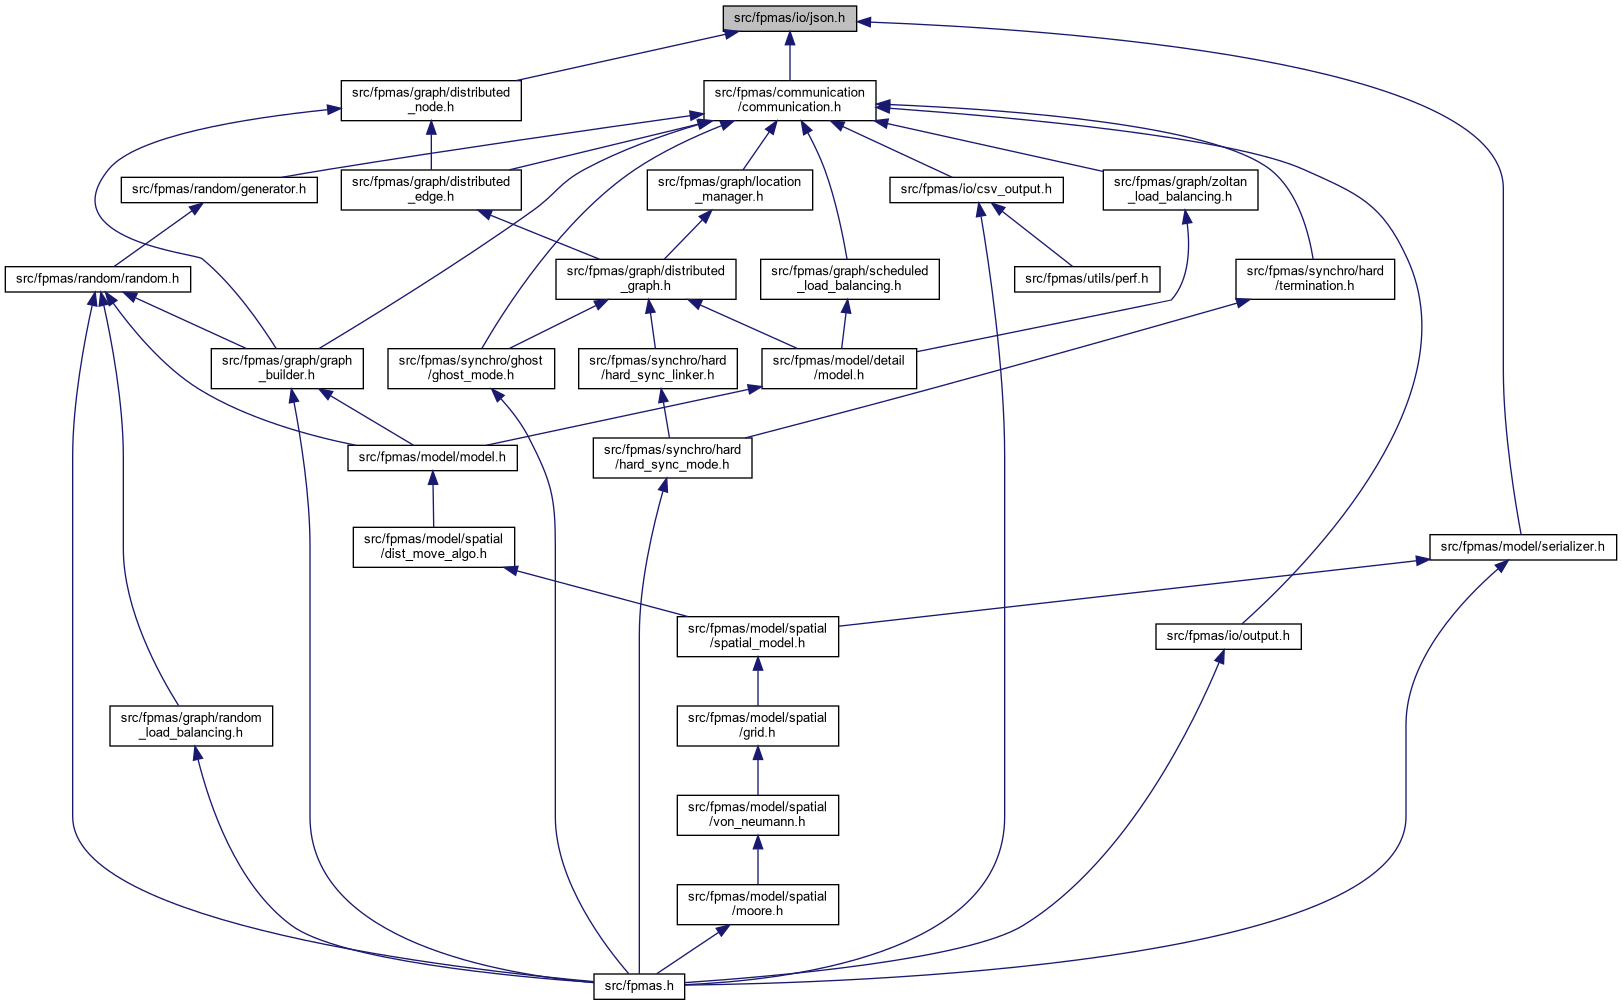 src/fpmas/io/json.h
src/fpmas/graph/distributed
_node.h
src/fpmas/communication
/communication.h
src/fpmas/random/generator.h
src/fpmas/graph/distributed
_edge.h
src/fpmas/graph/location
_manager.h
src/fpmas/io/csv_output.h
src/fpmas/graph/zoltan
_load_balancing.h
src/fpmas/random/random.h
src/fpmas/graph/distributed
_graph.h
src/fpmas/graph/scheduled
_load_balancing.h
src/fpmas/utils/perf.h
src/fpmas/synchro/hard
/termination.h
src/fpmas/graph/graph
_builder.h
src/fpmas/synchro/ghost
/ghost_mode.h
src/fpmas/synchro/hard
/hard_sync_linker.h
src/fpmas/model/detail
/model.h
src/fpmas/model/model.h
src/fpmas/synchro/hard
/hard_sync_mode.h
src/fpmas/model/spatial
/dist_move_algo.h
src/fpmas/model/serializer.h
src/fpmas/model/spatial
/spatial_model.h
src/fpmas/io/output.h
src/fpmas/graph/random
_load_balancing.h
src/fpmas/model/spatial
/grid.h
src/fpmas/model/spatial
/von_neumann.h
src/fpmas/model/spatial
/moore.h
src/fpmas.h